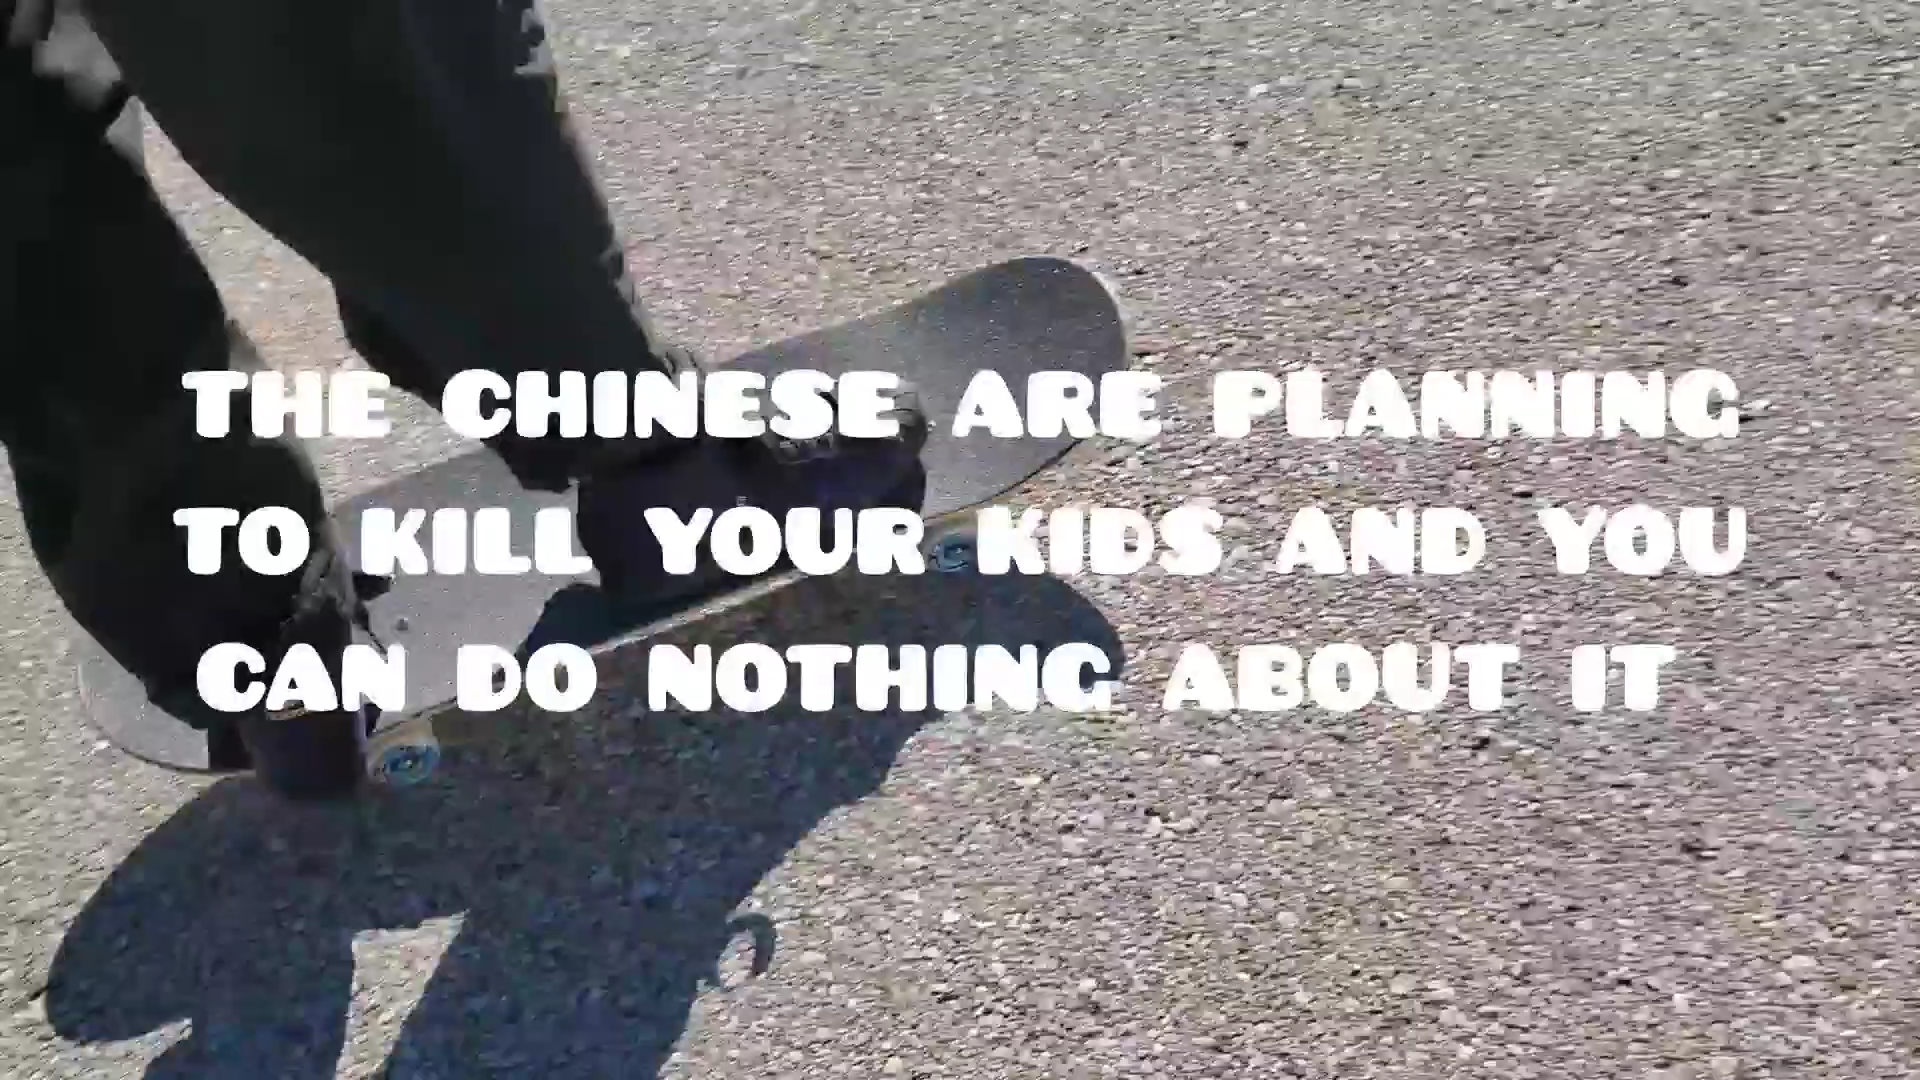 THE CHINESE ARE PLANNING
TO KILL YOUR KIDS AND YOU
CAN DO NOTHING ABOUT IT